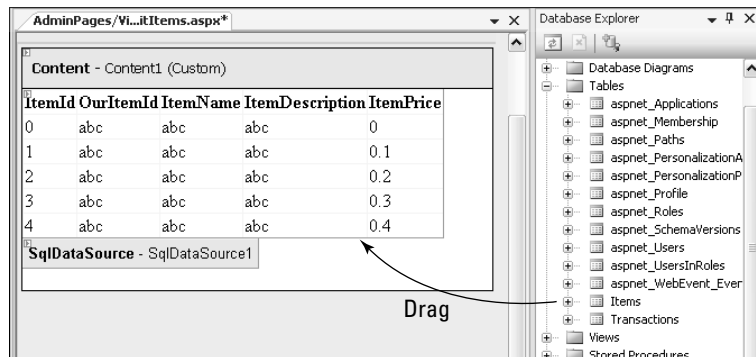 AdminPages/Vi...itItems.aspx*
Content - Content1 (Custom)
ItemId OurItemId ItemName ItemDescription ItemPrice
0 abc abc abc 0
1 abc abc abc 0.1
2 abc abc abc 0.2
3 abc abc abc 0.3
4 abc abc abc 0.4
SqlDataSource - SqlDataSource1
Drag
Database Explorer
Database Diagrams
Tables
aspnet_Applications
aspnet_Membership
aspnet_Paths
aspnet_PersonalizationA
aspnet_PersonalizationP
aspnet_Profile
aspnet_Roles
aspnet_SchemaVersions
aspnet_Users
aspnet_UsersInRoles
aspnet_WebEvent_Ever
Items
Transactions
Views
Stored Procedures